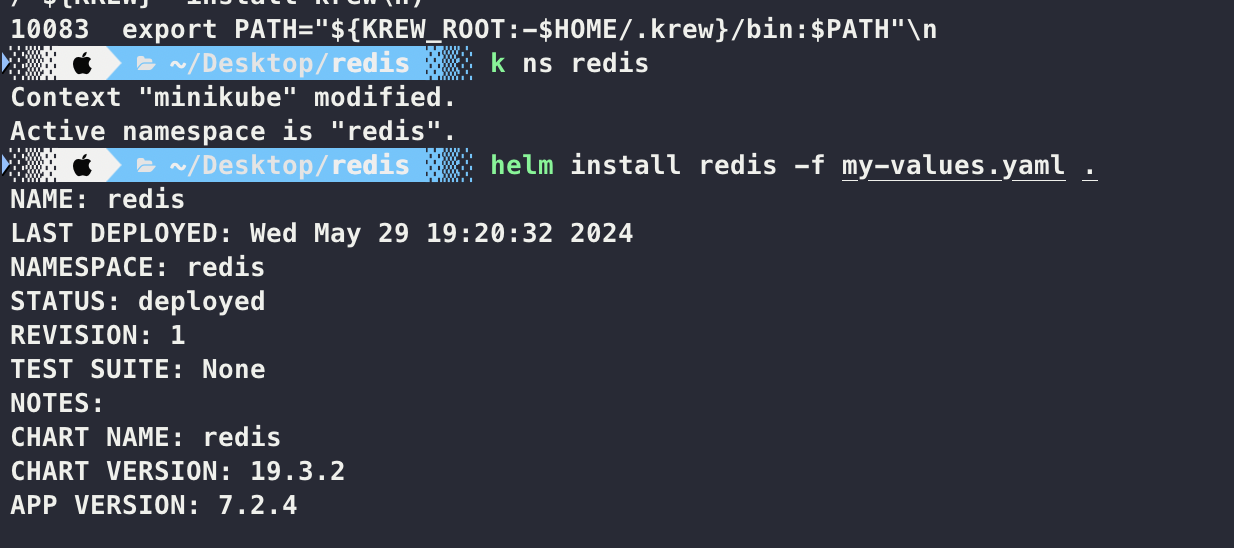 / ${KREW}" install krew\n)
10083  export PATH="${KREW_ROOT:-$HOME/.krew}/bin:$PATH"\n
~/Desktop/redis k ns redis
Context "minikube" modified.
Active namespace is "redis".
~/Desktop/redis helm install redis -f my-values.yaml .
NAME: redis
LAST DEPLOYED: Wed May 29 19:20:32 2024
NAMESPACE: redis
STATUS: deployed
REVISION: 1
TEST SUITE: None
NOTES:
CHART NAME: redis
CHART VERSION: 19.3.2
APP VERSION: 7.2.4